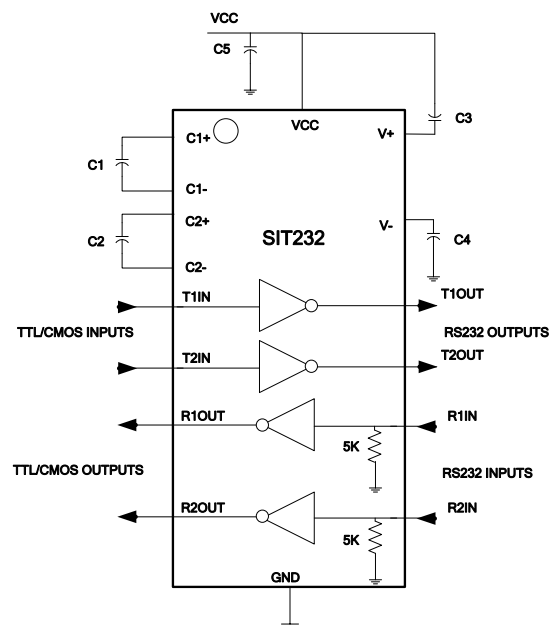 VCC
C5
VCC
V+
C3
C1+
C1
C1-
C2+
C2
C2-
SIT232
V-
C4
T1IN
T1OUT
TTL/CMOS INPUTS
RS232 OUTPUTS
T2IN
T2OUT
R1OUT
R1IN
5K
TTL/CMOS OUTPUTS
RS232 INPUTS
R2OUT
R2IN
5K
GND